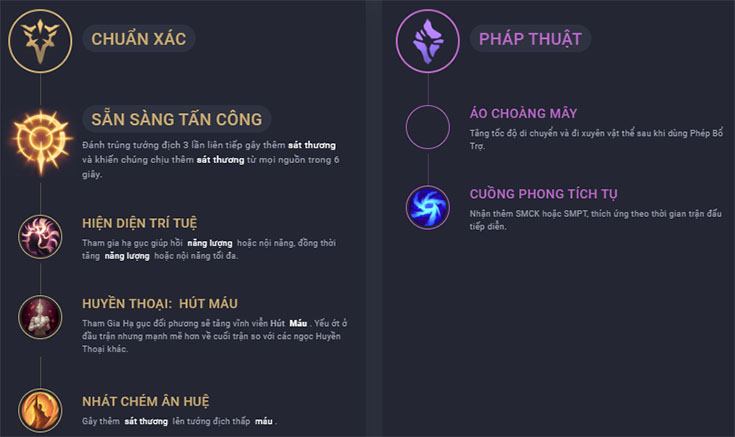 CHUẨN XÁC
SẴN SÀNG TẤN CÔNG
Đánh trúng tướng địch 3 lần liên tiếp gây thêm sát thương
và khiến chúng chịu thêm sát thương từ mọi nguồn trong 6
giây.
HIỆN DIỆN TRÍ TUỆ
Tham gia hạ gục giúp hồi năng lượng hoặc nội năng, đồng thời
tăng năng lượng hoặc nội năng tối đa.
HUYỀN THOẠI: HÚT MÁU
Tham Gia Hạ gục đối phương sẽ tăng vĩnh viễn Hút Máu . Yếu ớt ở
đầu trận nhưng mạnh mẽ hơn về cuối trận so với các ngọc Huyền
Thoại khác.
NHÁT CHÉM ÂN HUỆ
Gây thêm sát thương lên tướng địch thấp máu .
PHÁP THUẬT
ÁO CHOÀNG MÂY
Tăng tốc độ di chuyển và đi xuyên vật thể sau khi dùng Phép Bổ
Trợ.
CUỒNG PHONG TÍCH TỤ
Nhận thêm SMCK hoặc SMPT, thích ứng theo thời gian trận đấu
tiếp diễn.